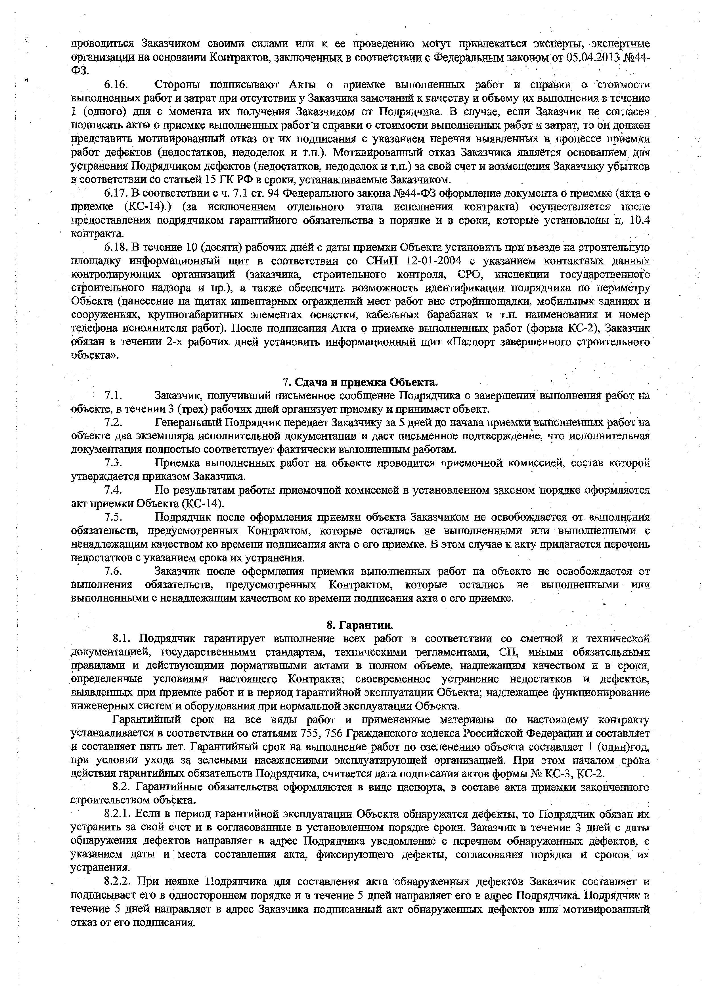 проводиться Заказчиком своими силами или к ее проведению могут привлекаться эксперты, экспертные
организации на основании Контрактов, заключенных в соответствии с Федеральным законом от 05.04.2013 №44-
ФЗ.
6.16. Стороны подписывают Акты о приемке выполненных работ и справки о стоимости
выполненных работ и затрат при отсутствии у Заказчика замечаний к качеству и объему их выполнения в течение
1 (одного) дня с момента их получения Заказчиком от Подрядчика. В случае, если Заказчик не согласен
подписать акты о приемке выполненных работ и справки о стоимости выполненных работ и затрат, то он должен
представить мотивированный отказ от их подписания с указанием перечня выявленных в процессе приемки
работ дефектов (недостатков, недоделок и т.п.). Мотивированный отказ Заказчика является основанием для
устранения Подрядчиком дефектов (недостатков, недоделок и т.п.) за свой счет и возмещения Заказчику убытков
в соответствии со статьей 15 ГК РФ в сроки, устанавливаемые Заказчиком.
6.17. В соответствии с ч. 7.1 ст. 94 Федерального закона №44-ФЗ оформление документа о приемке (акта о
приемке (КС-14).) (за исключением отдельного этапа исполнения контракта) осуществляется после
предоставления подрядчиком гарантийного обязательства в порядке и в сроки, которые установлены п. 10.4
контракта.
6.18. В течение 10 (десяти) рабочих дней с даты приемки Объекта установить при въезде на строительную
площадку информационный щит в соответствии со СНиП 12-01-2004 с указанием контактных данных
контролирующих организаций (заказчика, строительного контроля, СРО, инспекции государственного
строительного надзора и пр.), а также обеспечить возможность идентификации подрядчика по периметру
Объекта (нанесение на щитах инвентарных ограждений мест работ вне стройплощадки, мобильных зданиях и
сооружениях, крупногабаритных элементах оснастки, кабельных барабанах и т.п. наименования и номер
телефона исполнителя работ). После подписания Акта о приемке выполненных работ (форма КС-2), Заказчик
обязан в течении 2-х рабочих дней установить информационный щит «Паспорт завершенного строительного
объекта».
7. Сдача и приемка Объекта.
7.1. Заказчик, получивший письменное сообщение Подрядчика о завершении выполнения работ на
объекте, в течении 3 (трех) рабочих дней организует приемку и принимает объект.
7.2. Генеральный Подрядчик передает Заказчику за 5 дней до начала приемки выполненных работ на
объекте два экземпляра исполнительной документации и дает письменное подтверждение, что исполнительная
документация полностью соответствует фактически выполненным работам.
7.3. Приемка выполненных работ на объекте проводится приемочной комиссией, состав которой
утверждается приказом Заказчика.
7.4. По результатам работы приемочной комиссией в установленном законом порядке оформляется
акт приемки Объекта (КС-14).
7.5. Подрядчик после оформления приемки объекта Заказчиком не освобождается от выполнения
обязательств, предусмотренных Контрактом, которые остались не выполненными или выполненными с
ненадлежащим качеством ко времени подписания акта о его приемке. В этом случае к акту прилагается перечень
недостатков с указанием срока их устранения.
7.6. Заказчик после оформления приемки выполненных работ на объекте не освобождается от
выполнения обязательств, предусмотренных Контрактом, которые остались не выполненными или
выполненными с ненадлежащим качеством ко времени подписания акта о его приемке.
8. Гарантии.
8.1. Подрядчик гарантирует выполнение всех работ в соответствии со сметной и технической
документацией, государственными стандартам, техническими регламентами, СП, иными обязательными
правилами и действующими нормативными актами в полном объеме, надлежащим качеством и в сроки,
определенные условиями настоящего Контракта; своевременное устранение недостатков и дефектов,
выявленных при приемке работ и в период гарантийной эксплуатации Объекта; надлежащее функционирование
инженерных систем и оборудования при нормальной эксплуатации Объекта.
Гарантийный срок на все виды работ и примененные материалы по настоящему контракту
устанавливается в соответствии со статьями 755, 756 Гражданского кодекса Российской Федерации и составляет
и составляет пять лет. Гарантийный срок на выполнение работ по озеленению объекта составляет 1 (один)год,
при условии ухода за зелеными насаждениями эксплуатирующей организацией. При этом началом срока
действия гарантийных обязательств Подрядчика, считается дата подписания актов формы № КС-3, КС-2.
8.2. Гарантийные обязательства оформляются в виде паспорта, в составе акта приемки законченного
строительством объекта.
8.2.1. Если в период гарантийной эксплуатации Объекта обнаружатся дефекты, то Подрядчик обязан их
устранить за свой счет и в согласованные в установленном порядке сроки. Заказчик в течение 3 дней с даты
обнаружения дефектов направляет в адрес Подрядчика уведомление с перечнем обнаруженных дефектов, с
указанием даты и места составления акта, фиксирующего дефекты, согласования порядка и сроков их
устранения.
8.2.2. При неявке Подрядчика для составления акта обнаруженных дефектов Заказчик составляет и
подписывает его в одностороннем порядке и в течение 5 дней направляет его в адрес Подрядчика. Подрядчик в
течение 5 дней направляет в адрес Заказчика подписанный акт обнаруженных дефектов или мотивированный
отказ от его подписания.